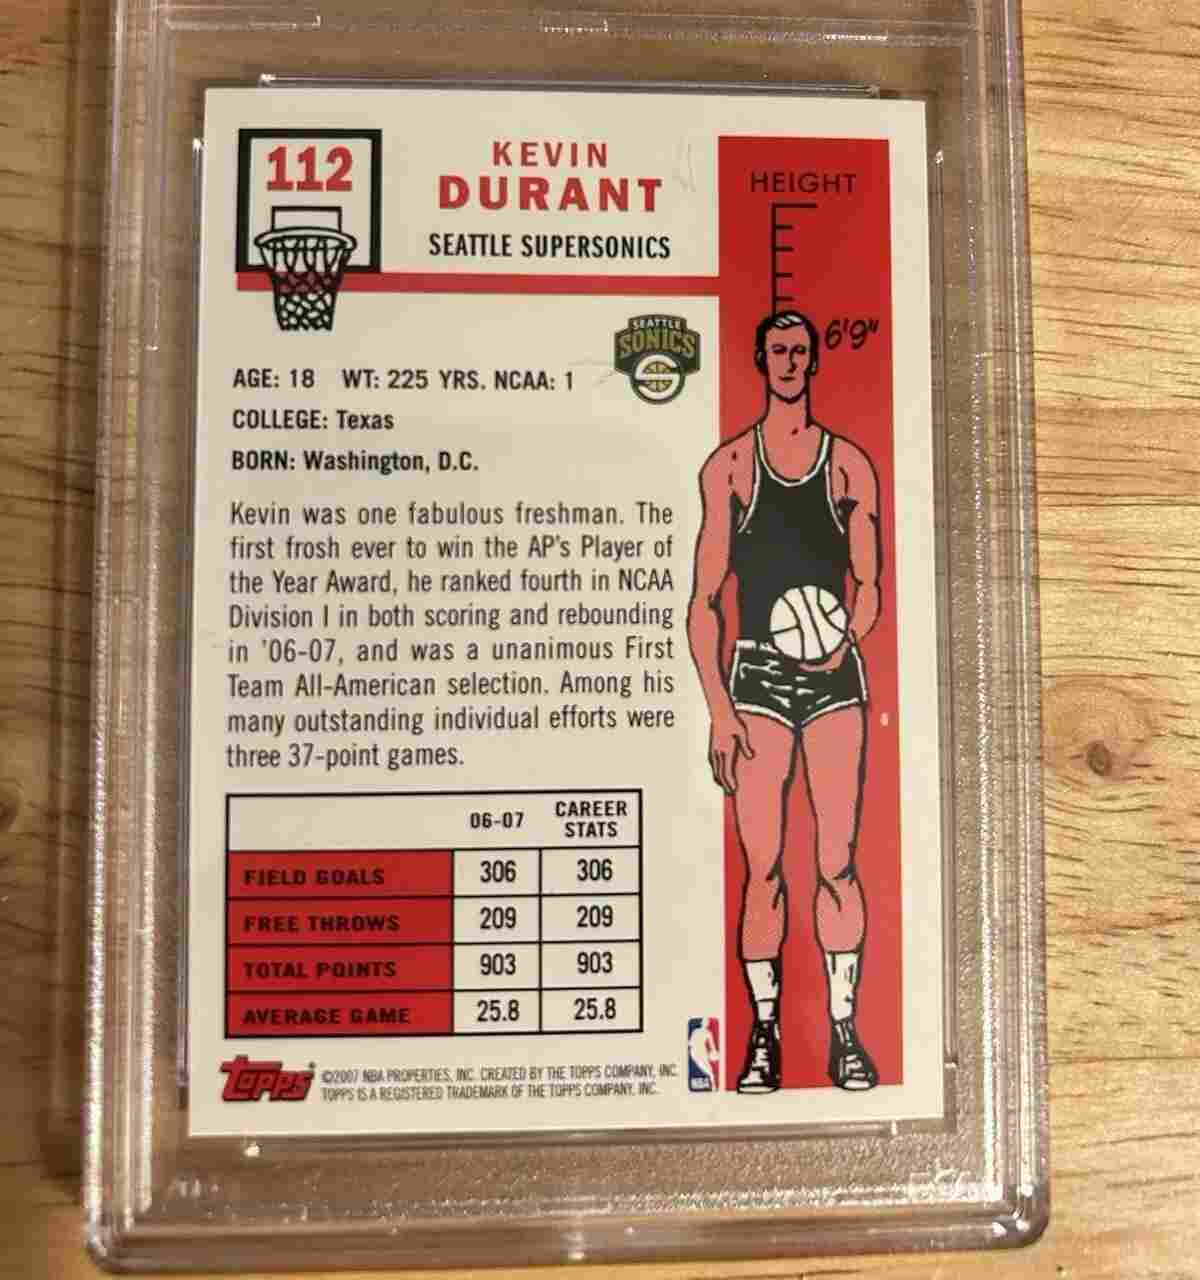 112
KEVIN
DURANT
SEATTLE SUPERSONICS
HEIGHT
6'9"
SEATTLE
SONICS
AGE: 18 WT: 225 YRS. NCAA: 1
COLLEGE: Texas
BORN: Washington, D.C.
Kevin was one fabulous freshman. The
first frosh ever to win the AP's Player of
the Year Award, he ranked fourth in NCAA
Division I in both scoring and rebounding
in '06-07, and was a unanimous First
Team All-American selection. Among his
many outstanding individual efforts were
three 37-point games.
06-07 CAREER STATS
FIELD GOALS 306 306
FREE THROWS 209 209
TOTAL POINTS 903 903
AVERAGE GAME 25.8 25.8
topps
©2007 NBA PROPERTIES, INC. CREATED BY THE TOPPS COMPANY, INC.
TOPPS IS A REGISTERED TRADEMARK OF THE TOPPS COMPANY, INC.
NBA